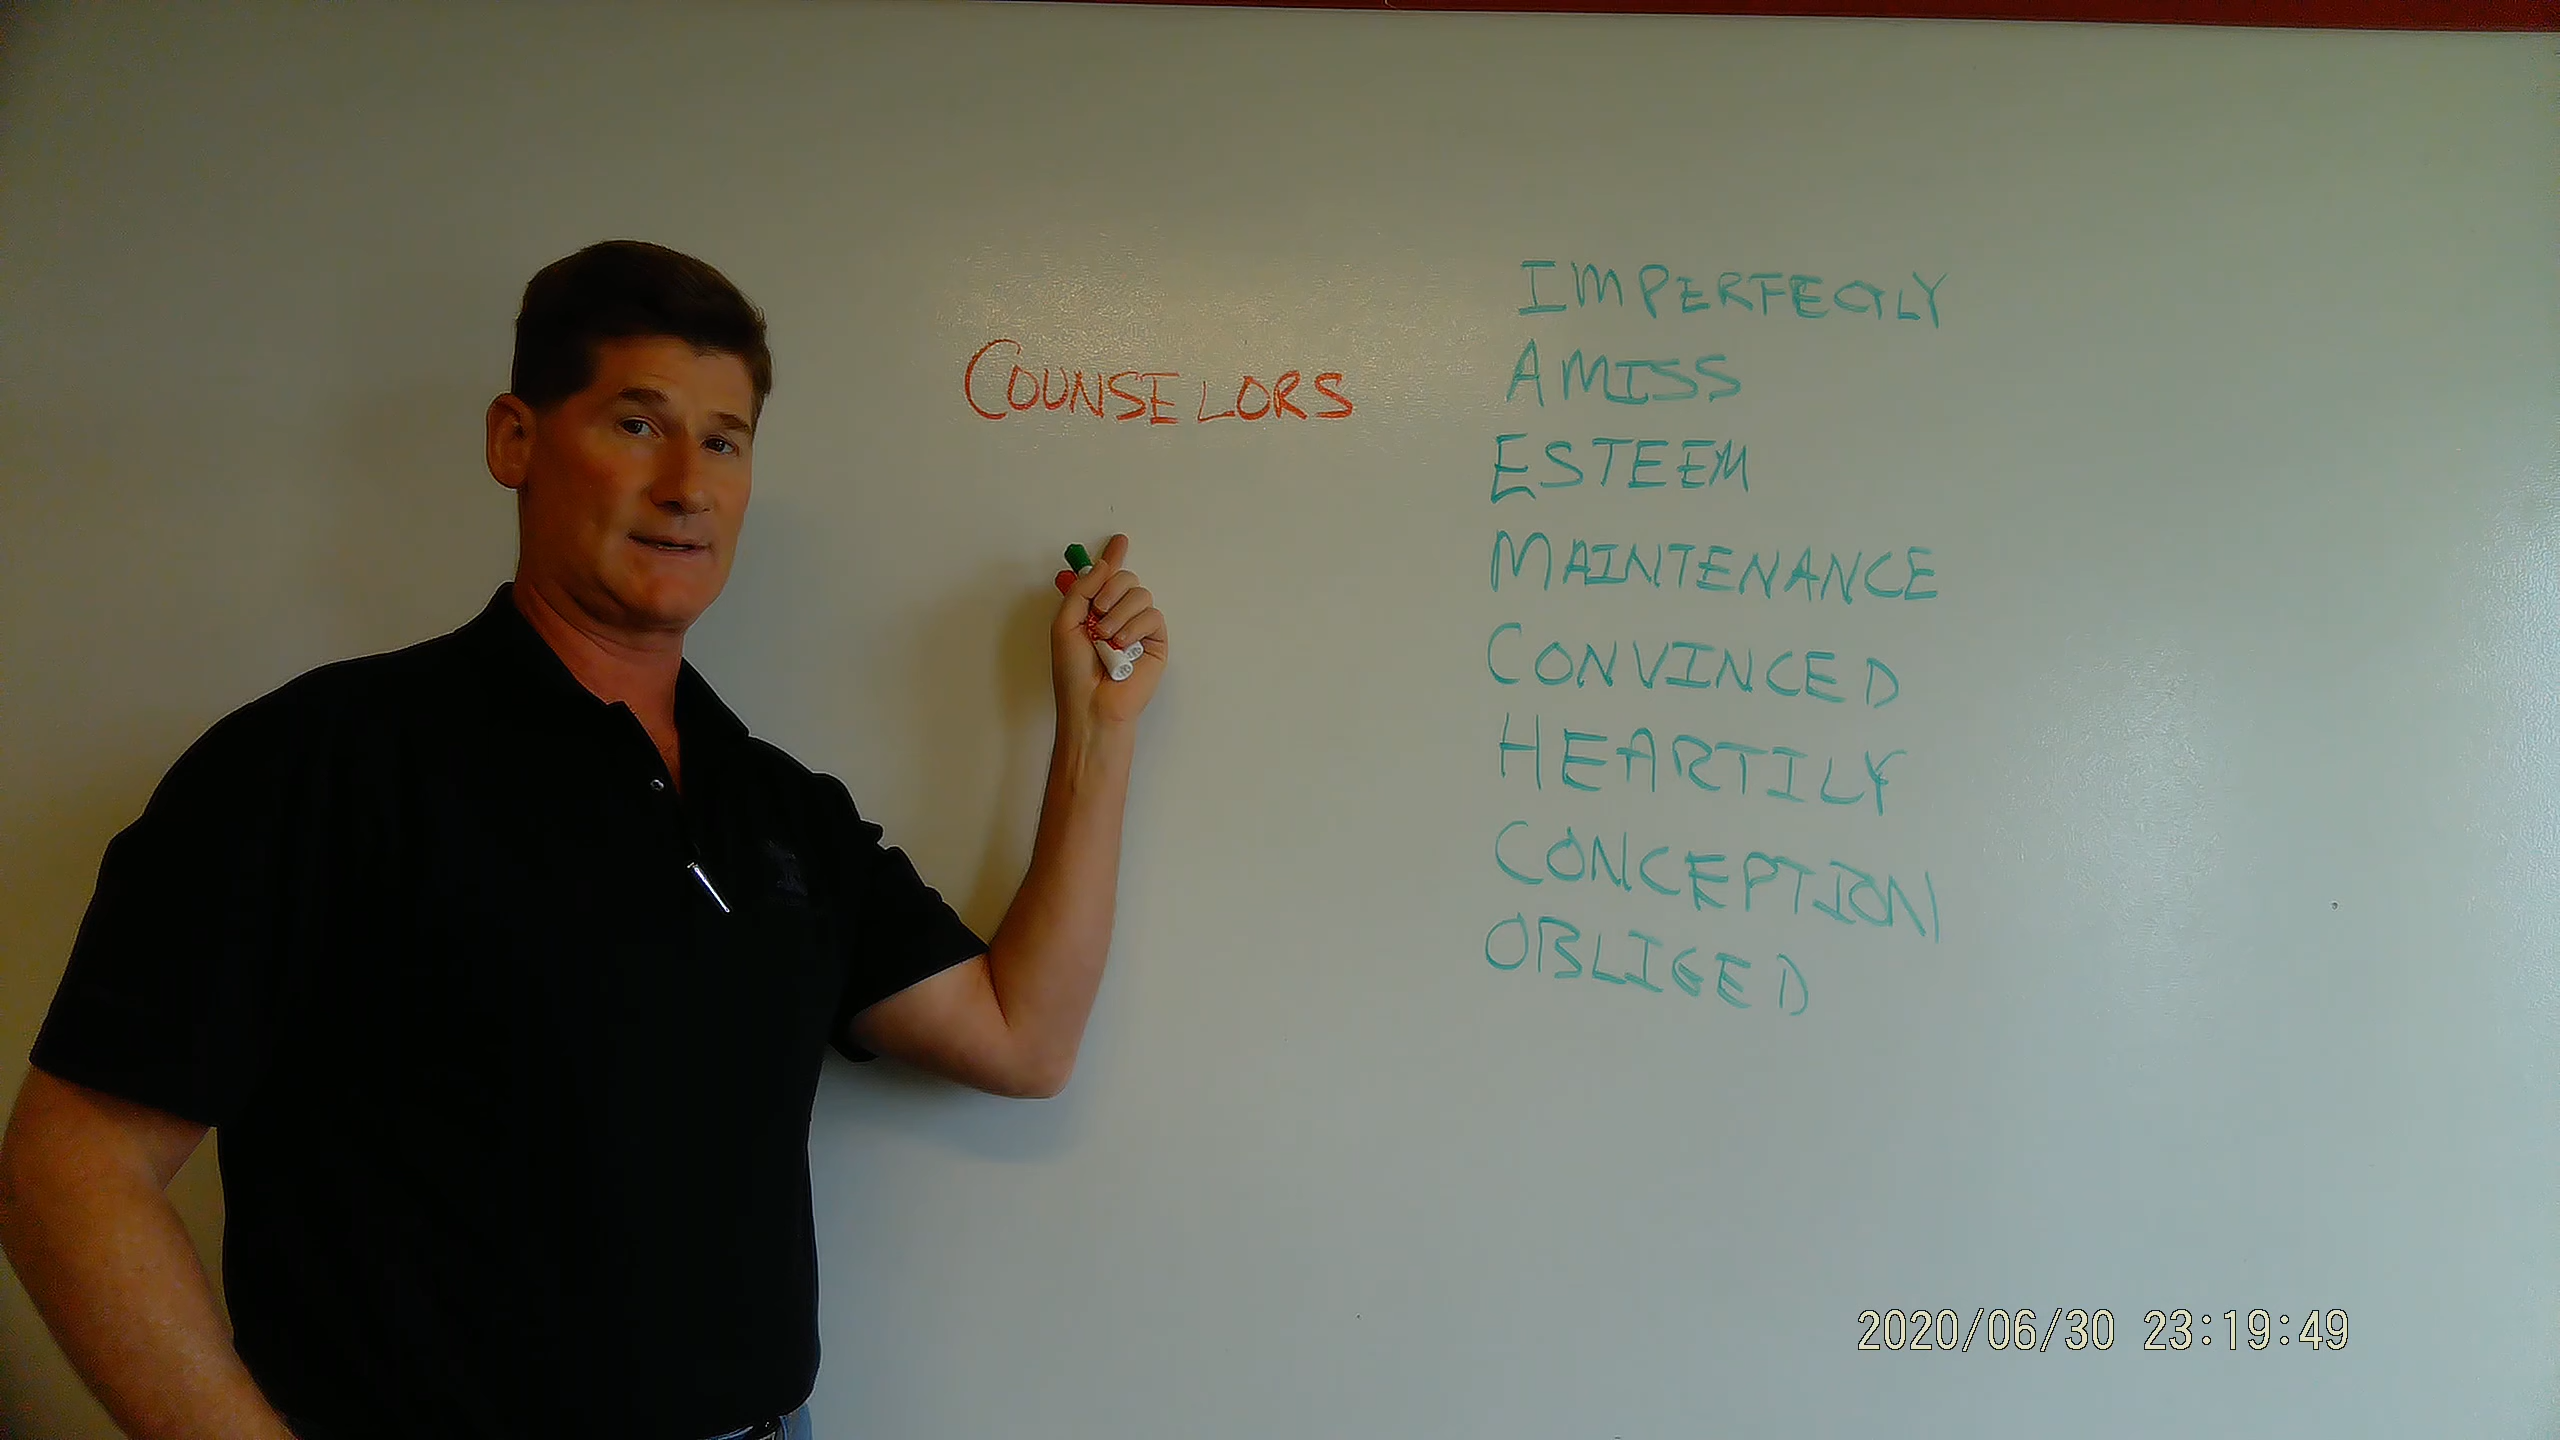 COUNSELORS
IMPERFECTLY
AMISS
ESTEEM
MAINTENANCE
CONVINCED
HEARTILY
CONCEPTION
OBLIGED
2020/06/30 23:19:49